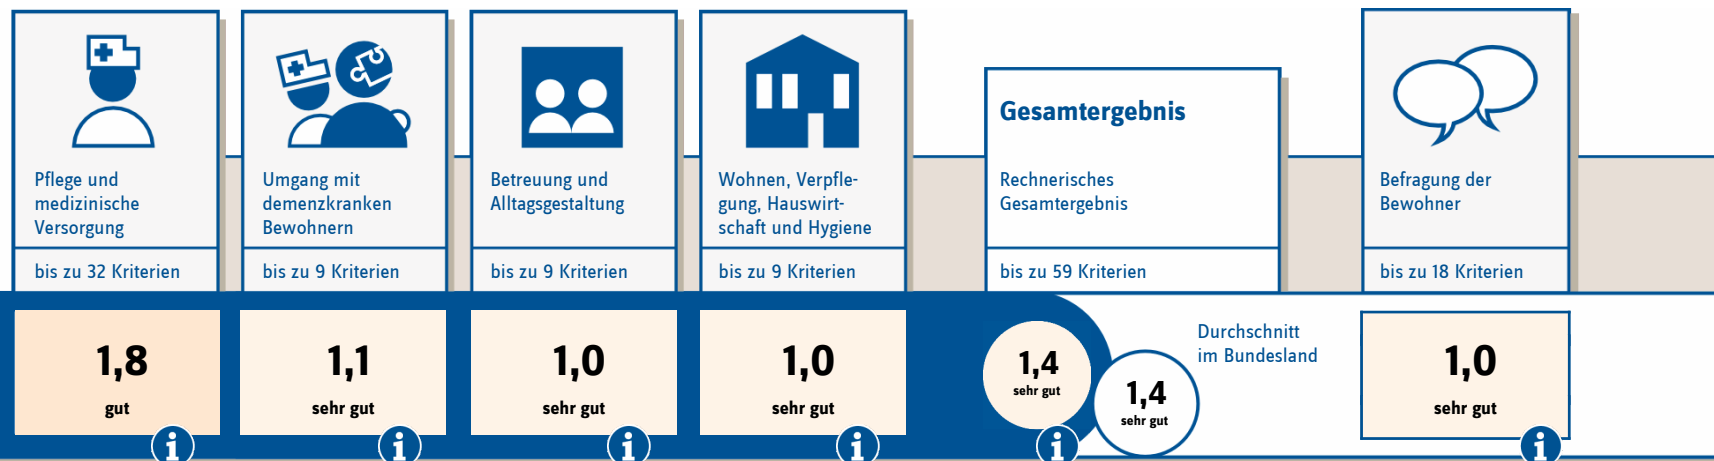 Pflege und
medizinische
Versorgung
bis zu 32 Kriterien
1,8
gut
i
Umgang mit
demenzkranken
Bewohnern
bis zu 9 Kriterien
1,1
sehr gut
i
Betreuung und
Alltagsgestaltung
bis zu 9 Kriterien
1,0
sehr gut
i
Wohnen, Verpfle-
gung, Hauswirt-
schaft und Hygiene
bis zu 9 Kriterien
1,0
sehr gut
i
Gesamtergebnis
Rechnerisches
Gesamtergebnis
bis zu 59 Kriterien
1,4
sehr gut
i
Durchschnitt
im Bundesland
1,4
sehr gut
Befragung der
Bewohner
bis zu 18 Kriterien
1,0
sehr gut
i